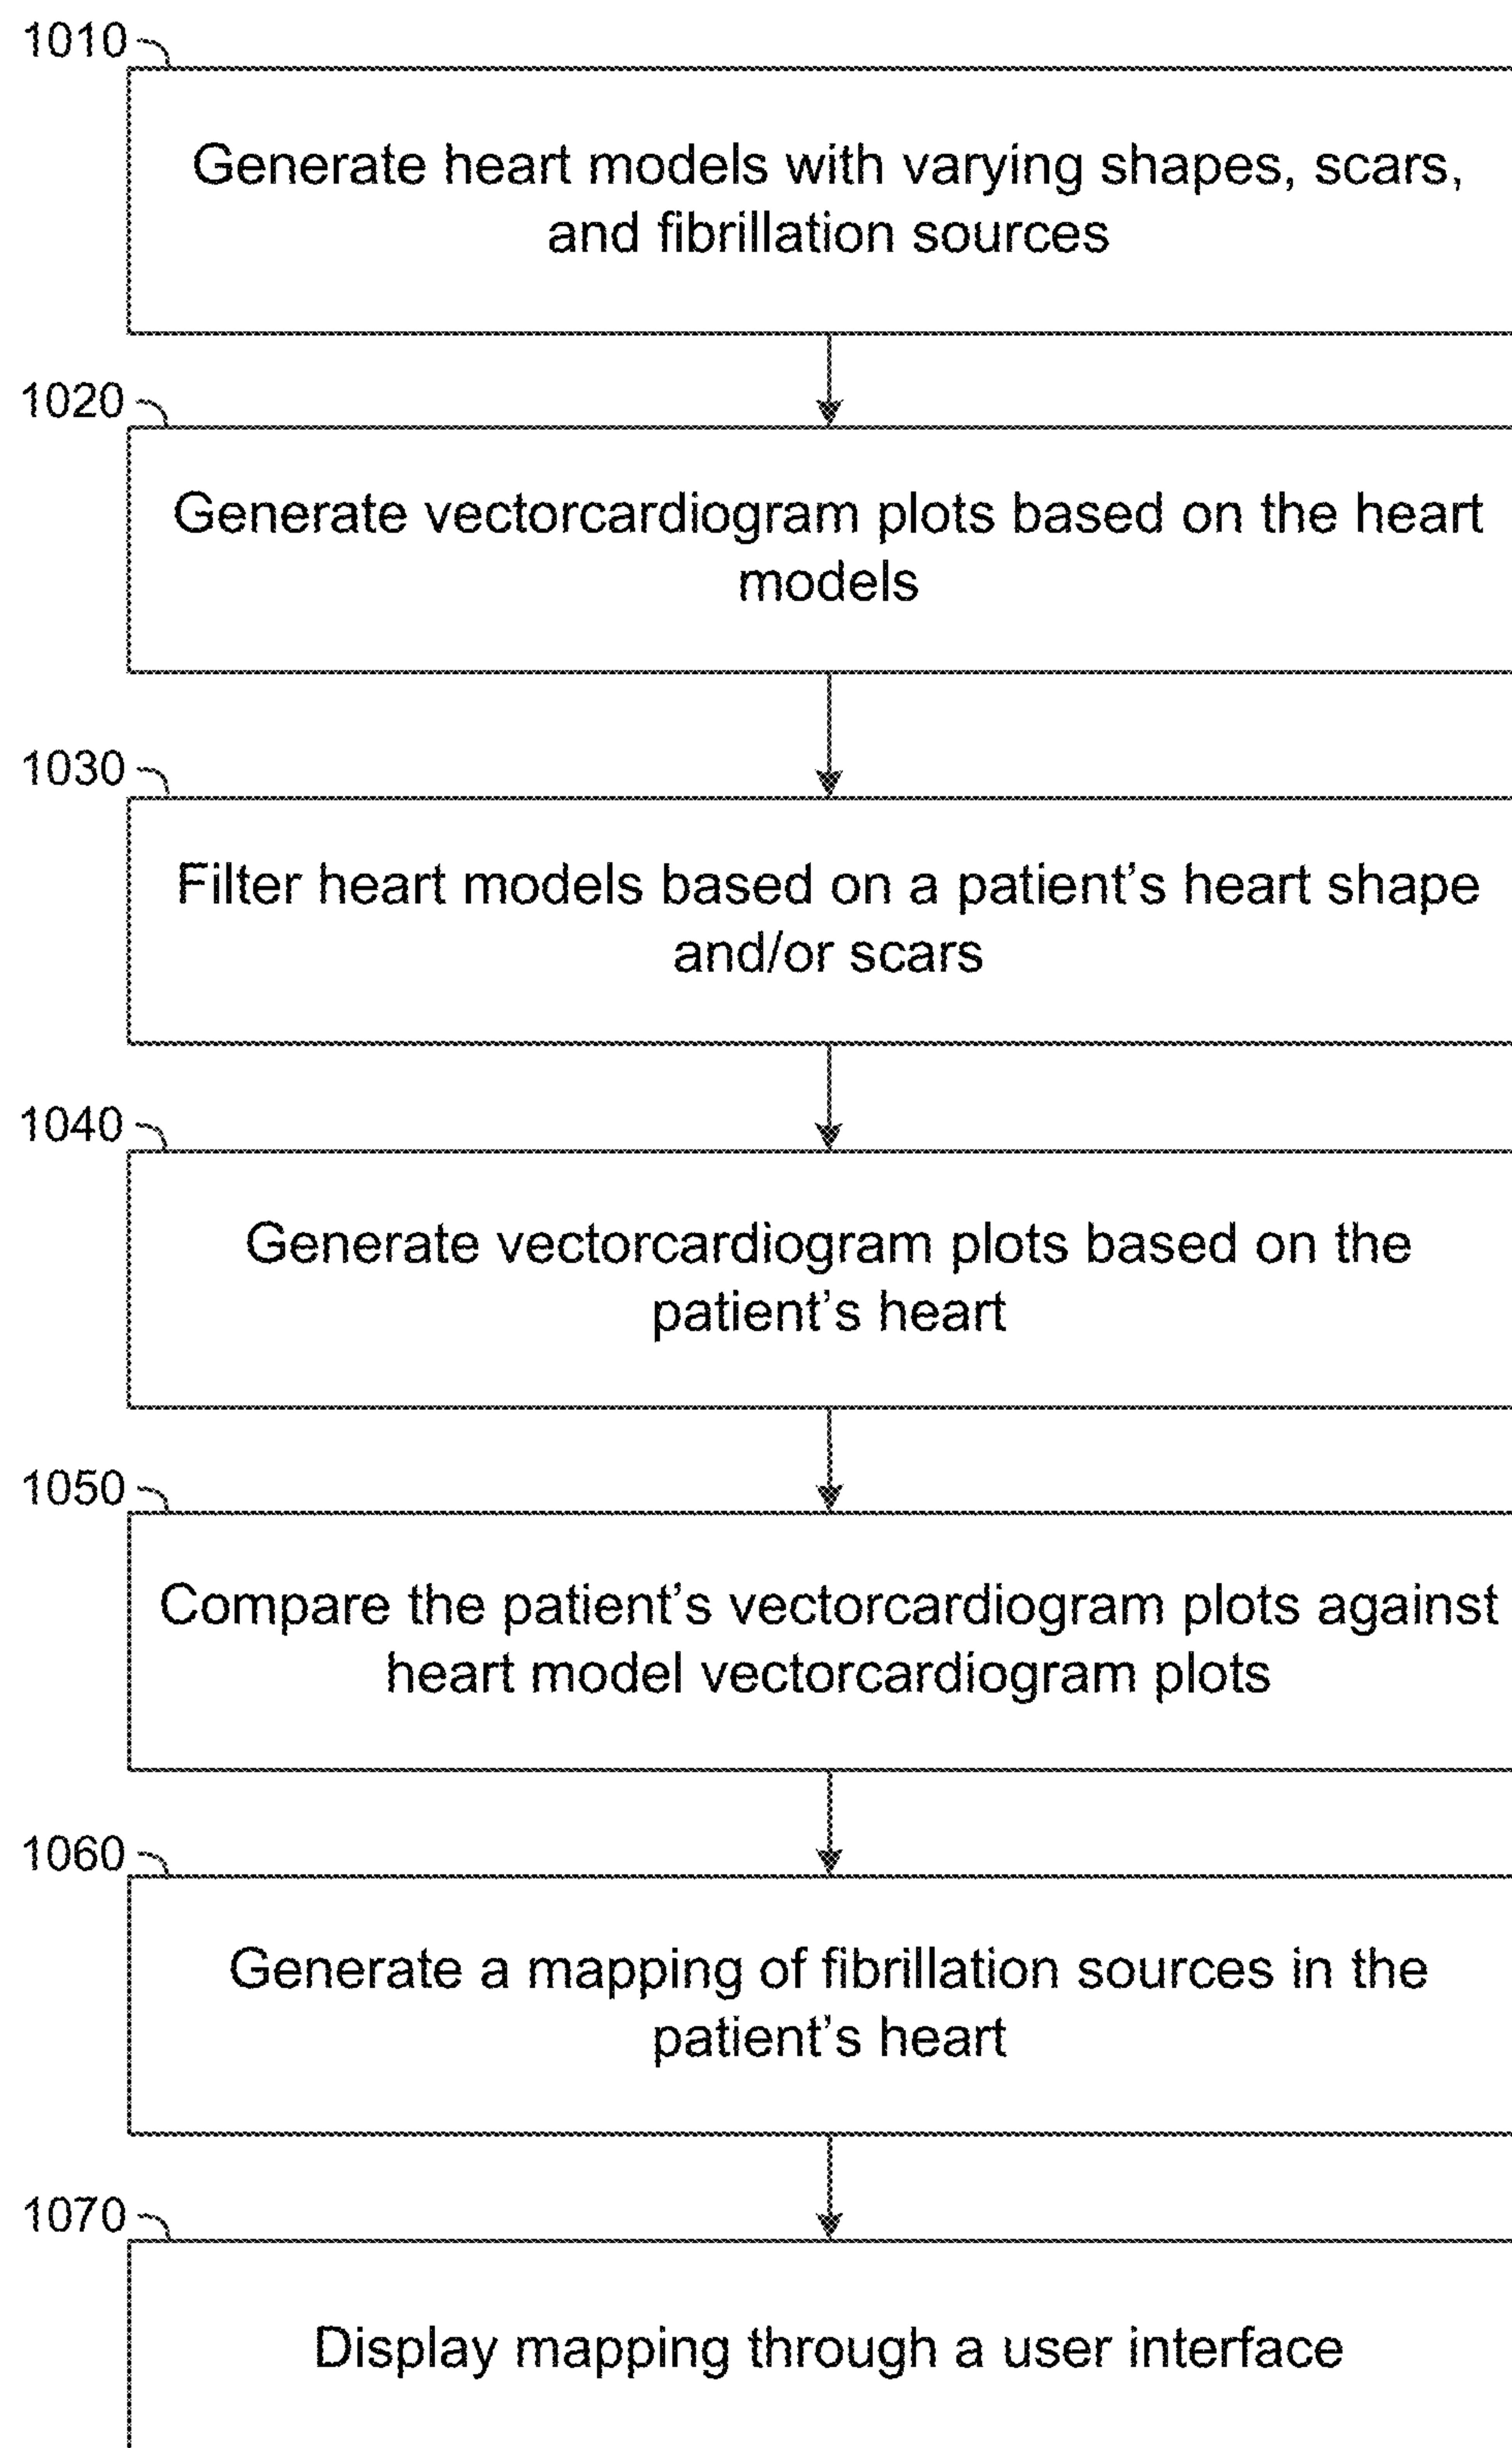 1010
Generate heart models with varying shapes, scars,
and fibrillation sources
1020
Generate vectorcardiogram plots based on the heart
models
1030
Filter heart models based on a patient’s heart shape
and/or scars
1040
Generate vectorcardiogram plots based on the
patient’s heart
1050
Compare the patient’s vectorcardiogram plots against
heart model vectorcardiogram plots
1060
Generate a mapping of fibrillation sources in the
patient’s heart
1070
Display mapping through a user interface